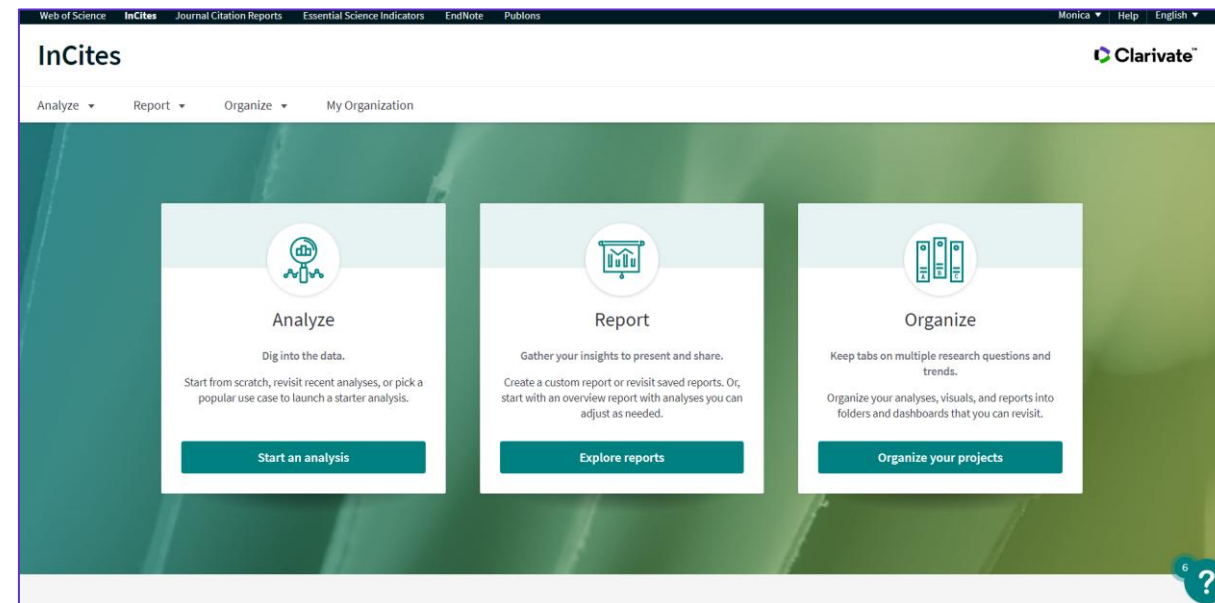 Web of Science InCites Journal Citation Reports Essential Science Indicators EndNote Publons Monica Help English
InCites
Clarivate™
Analyze Report Organize My Organization
Analyze
Dig into the data.
Start from scratch, revisit recent analyses, or pick a
popular use case to launch a starter analysis.
Start an analysis
Report
Gather your insights to present and share.
Create a custom report or revisit saved reports. Or,
start with an overview report with analyses you can
adjust as needed.
Explore reports
Organize
Keep tabs on multiple research questions and
trends.
Organize your analyses, visuals, and reports into
folders and dashboards that you can revisit.
Organize your projects
6
?